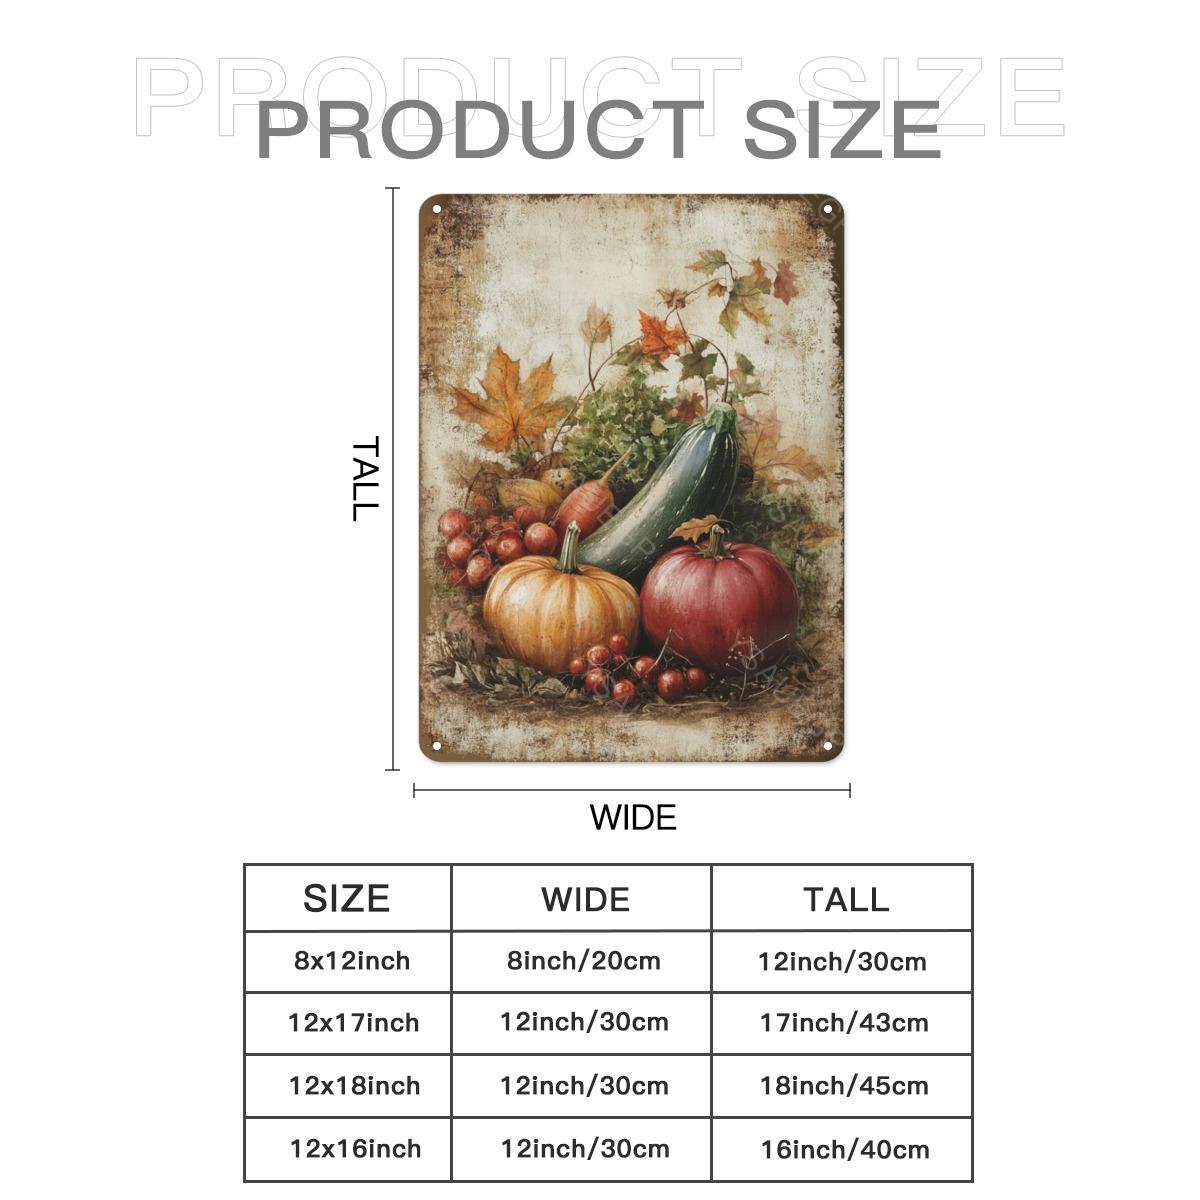 PRODUCT SIZE
PRODUCT SIZE
TALL
WIDE
SIZE WIDE TALL
8x12inch 8inch/20cm 12inch/30cm
12x17inch 12inch/30cm 17inch/43cm
12x18inch 12inch/30cm 18inch/45cm
12x16inch 12inch/30cm 16inch/40cm